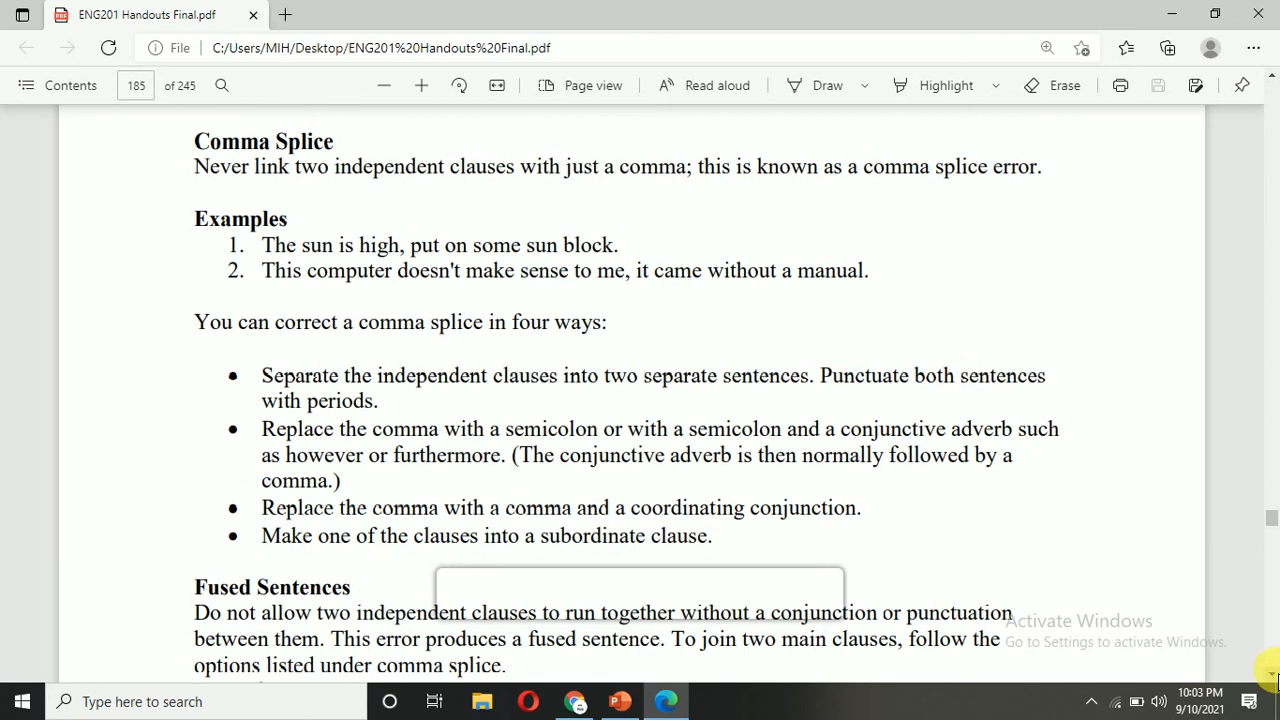 ENG201 Handouts Final.pdf
File C:/Users/MIH/Desktop/ENG201%20Handouts%20Final.pdf
Contents 185 of 245 Page view Read aloud Draw Highlight Erase
Comma Splice
Never link two independent clauses with just a comma; this is known as a comma splice error.
Examples
1. The sun is high, put on some sun block.
2. This computer doesn't make sense to me, it came without a manual.
You can correct a comma splice in four ways:
• Separate the independent clauses into two separate sentences. Punctuate both sentences
with periods.
• Replace the comma with a semicolon or with a semicolon and a conjunctive adverb such
as however or furthermore. (The conjunctive adverb is then normally followed by a
comma.)
• Replace the comma with a comma and a coordinating conjunction.
• Make one of the clauses into a subordinate clause.
Fused Sentences
Do not allow two independent clauses to run together without a conjunction or punctuation
between them. This error produces a fused sentence. To join two main clauses, follow the
options listed under comma splice.
Activate Windows
Go to Settings to activate Windows.
Type here to search
10:03 PM
9/10/2021